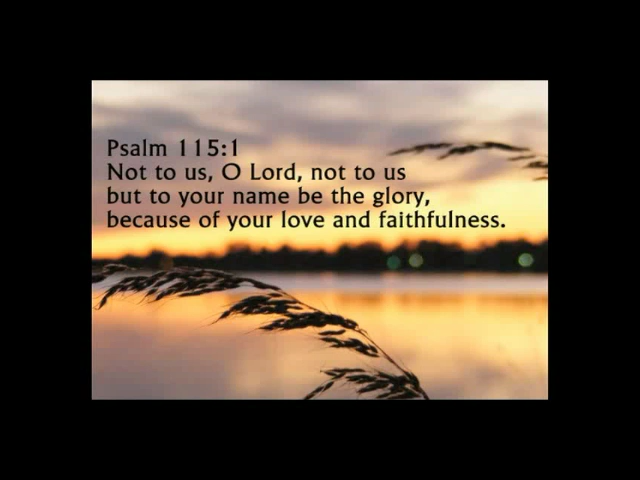 Psalm 115:1
Not to us, O Lord, not to us
but to your name be the glory,
because of your love and faithfulness.